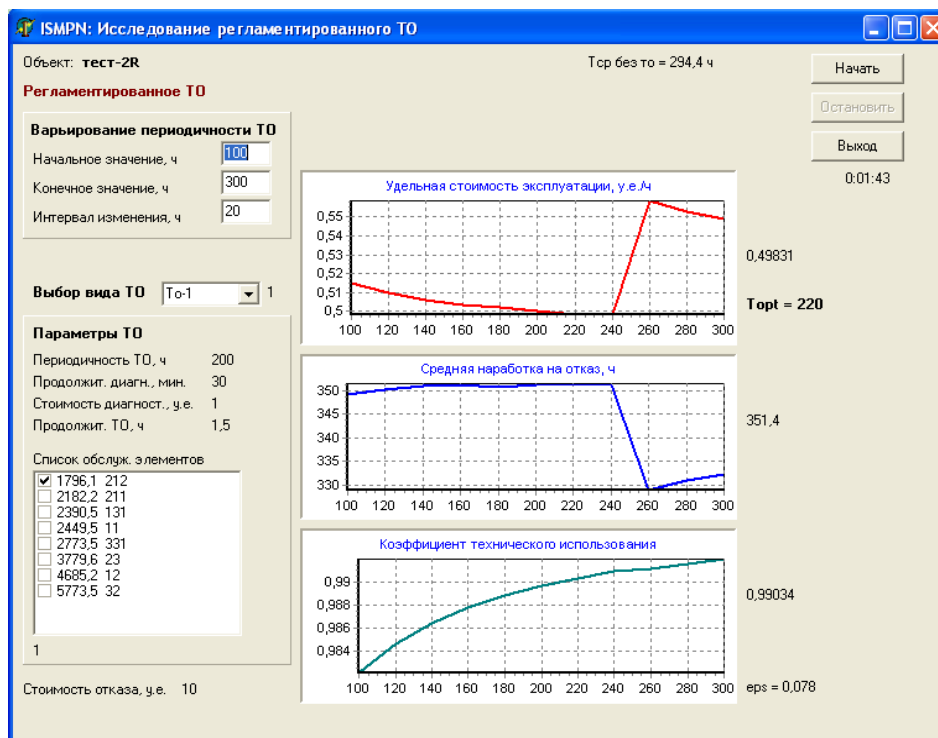 ISMPN: Исследование регламентированного ТО
Объект: тест-2R
Тср без то = 294,4 ч
Начать
Регламентированное ТО
Остановить
Выход
0:01:43
Варьирование периодичности ТО
Начальное значение, ч 100
Конечное значение, ч 300
Интервал изменения, ч 20
Выбор вида ТО То-1 1
Параметры ТО
Периодичность ТО, ч 200
Продолжит. диагн., мин. 30
Стоимость диагност., у.е. 1
Продолжит. ТО, ч 1,5
Список обслуж. элементов
1796,1 212
2182,2 211
2390,5 131
2449,5 11
2773,5 331
3779,6 23
4685,2 12
5773,5 32
1
Стоимость отказа, у.е. 10
Удельная стоимость эксплуатации, у.е./ч
0,55
0,54
0,53
0,52
0,51
0,5
100 120 140 160 180 200 220 240 260 280 300
0,49831
Topt = 220
Средняя наработка на отказ, ч
350
345
340
335
330
100 120 140 160 180 200 220 240 260 280 300
351,4
Коэффициент технического использования
0,99
0,988
0,986
0,984
100 120 140 160 180 200 220 240 260 280 300
0,99034
eps = 0,078